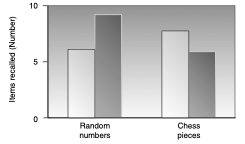 Items recalled (Number)
10
5
0
Random
numbers
Chess
pieces